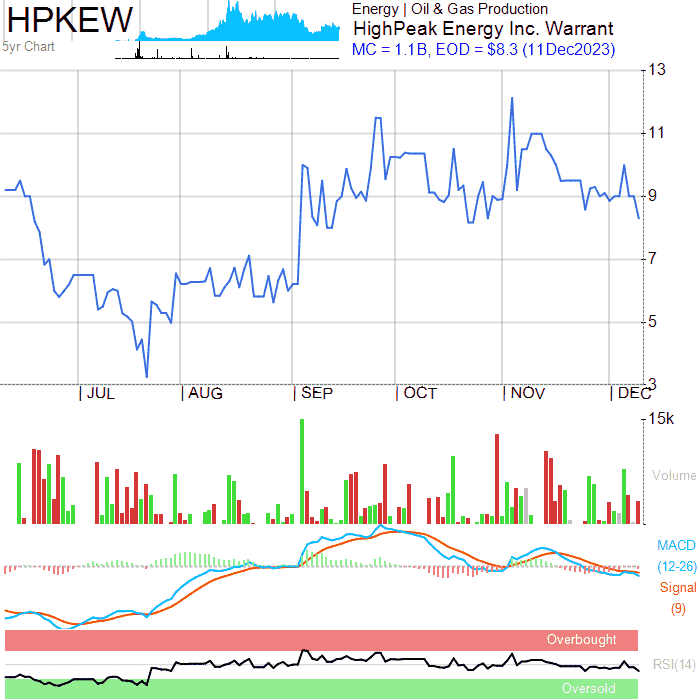 HPKEW
5yr Chart
Energy | Oil & Gas Production
HighPeak Energy Inc. Warrant
MC = 1.1B, EOD = $8.3 (11Dec2023)
13
11
9
7
5
3
JUL
AUG
SEP
OCT
NOV
DEC
15k
Volume
MACD
(12-26)
Signal
(9)
Overbought
RSI(14)
Oversold